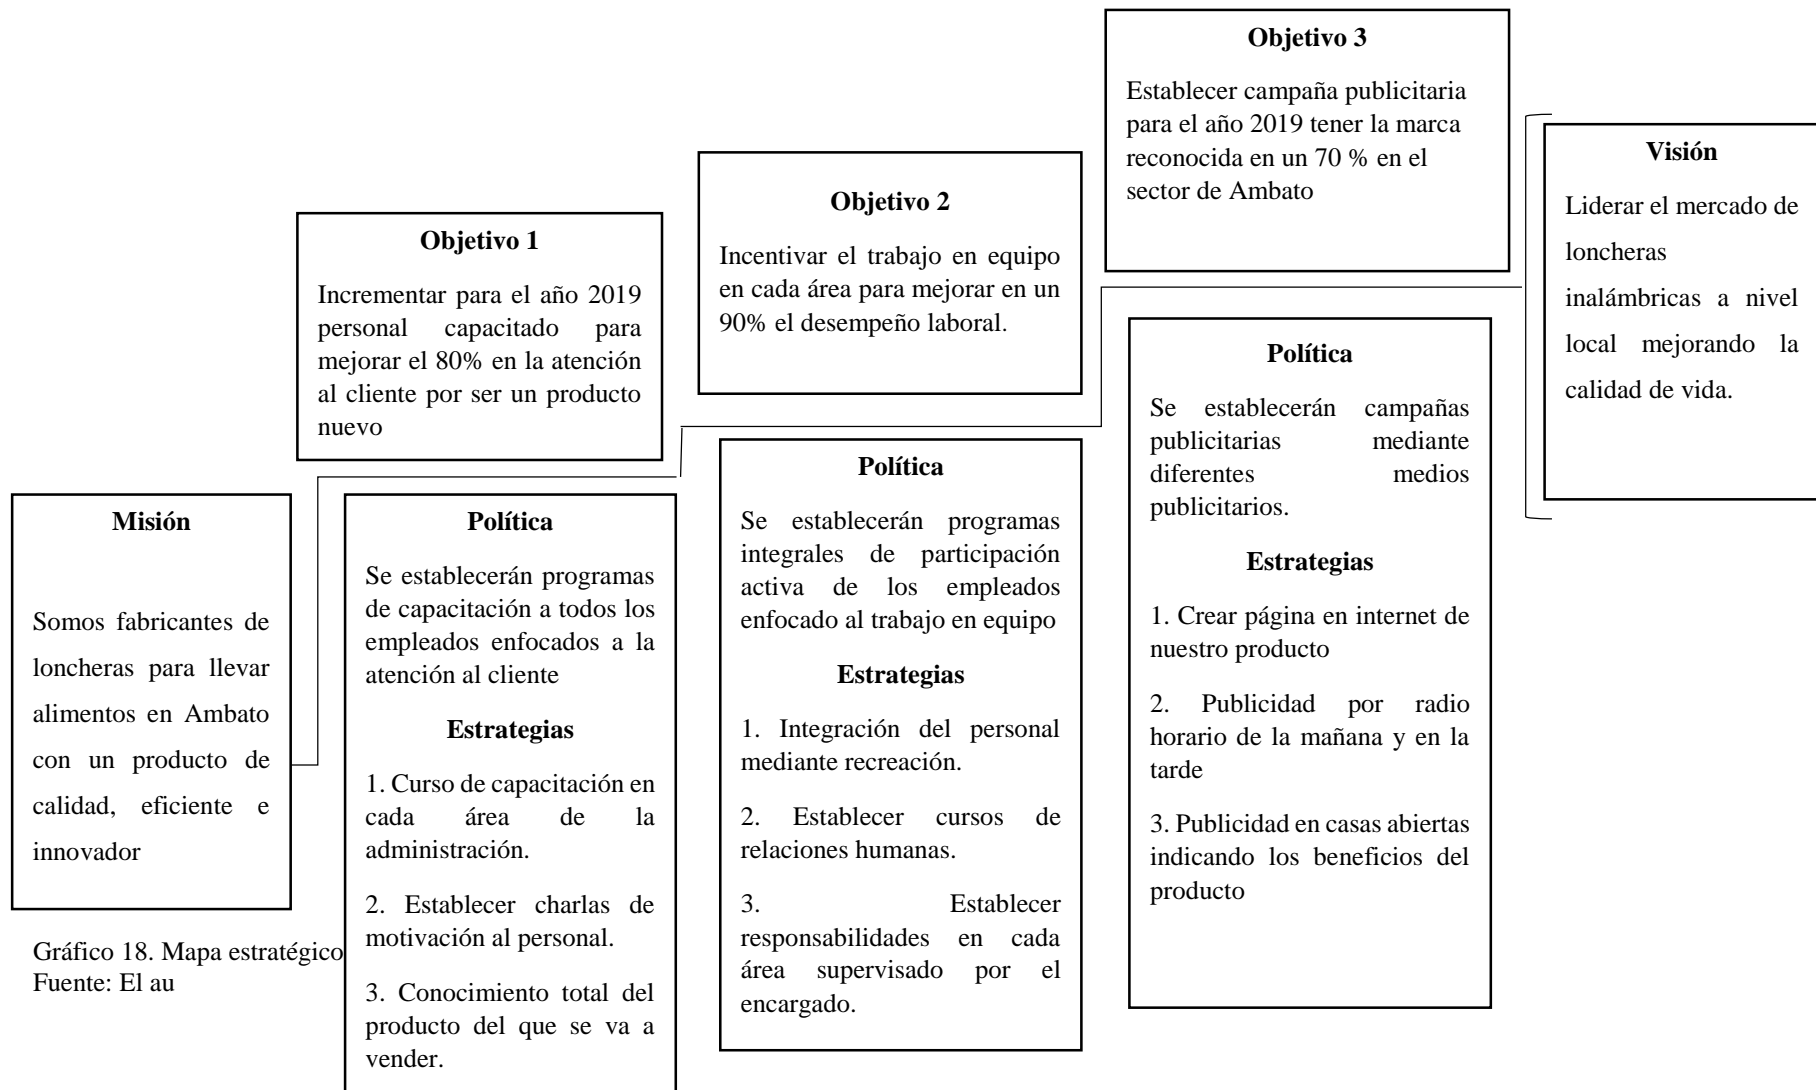 Misión
Somos fabricantes de
loncheras para llevar
alimentos en Ambato
con un producto de
calidad, eficiente e
innovador
Objetivo 1
Incrementar para el año 2019
personal capacitado para
mejorar el 80% en la atención
al cliente por ser un producto
nuevo
Política
Se establecerán programas
de capacitación a todos los
empleados enfocados a la
atención al cliente
Estrategias
1. Curso de capacitación en
cada área de la
administración.
2. Establecer charlas de
motivación al personal.
3. Conocimiento total del
producto del que se va a
vender.
Objetivo 2
Incentivar el trabajo en equipo
en cada área para mejorar en un
90% el desempeño laboral.
Política
Se establecerán programas
integrales de participación
activa de los empleados
enfocado al trabajo en equipo
Estrategias
1. Integración del personal
mediante recreación.
2. Establecer cursos de
relaciones humanas.
3. Establecer
responsabilidades en cada
área supervisado por el
encargado.
Objetivo 3
Establecer campaña publicitaria
para el año 2019 tener la marca
reconocida en un 70 % en el
sector de Ambato
Política
Se establecerán campañas
publicitarias mediante
diferentes medios
publicitarios.
Estrategias
1. Crear página en internet de
nuestro producto
2. Publicidad por radio
horario de la mañana y en la
tarde
3. Publicidad en casas abiertas
indicando los beneficios del
producto
Visión
Liderar el mercado de
loncheras
inalámbricas a nivel
local mejorando la
calidad de vida.
Gráfico 18. Mapa estratégico
Fuente: El au